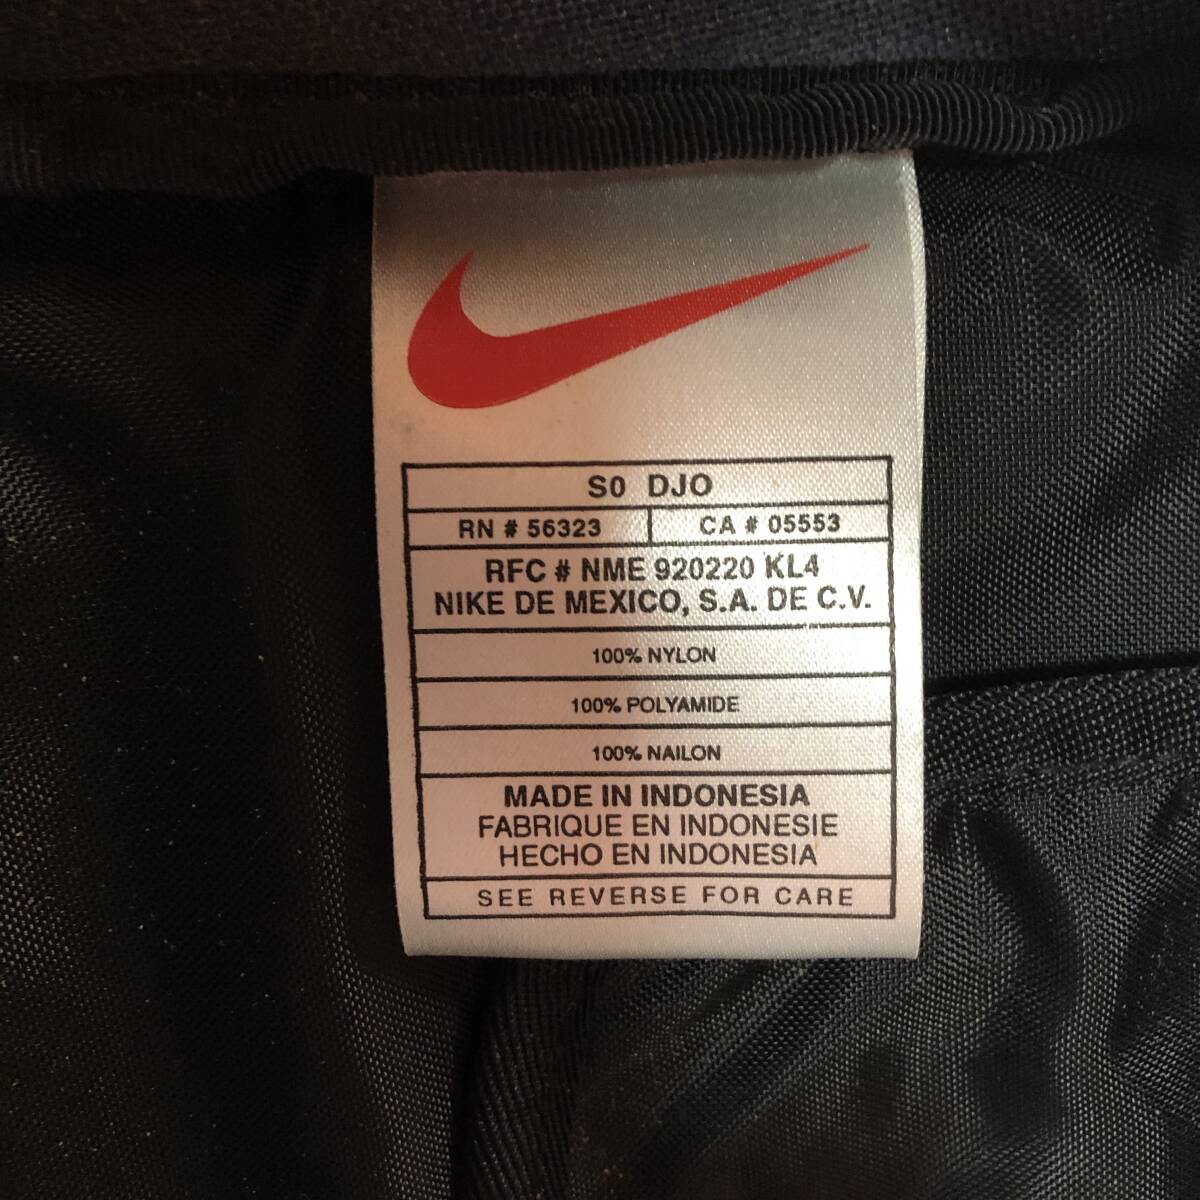 S0 DJO
RN # 56323 CA # 05553
RFC # NME 920220 KL4
NIKE DE MEXICO, S.A. DE C.V.
100% NYLON
100% POLYAMIDE
100% NAILON
MADE IN INDONESIA
FABRIQUE EN INDONESIE
HECHO EN INDONESIA
SEE REVERSE FOR CARE